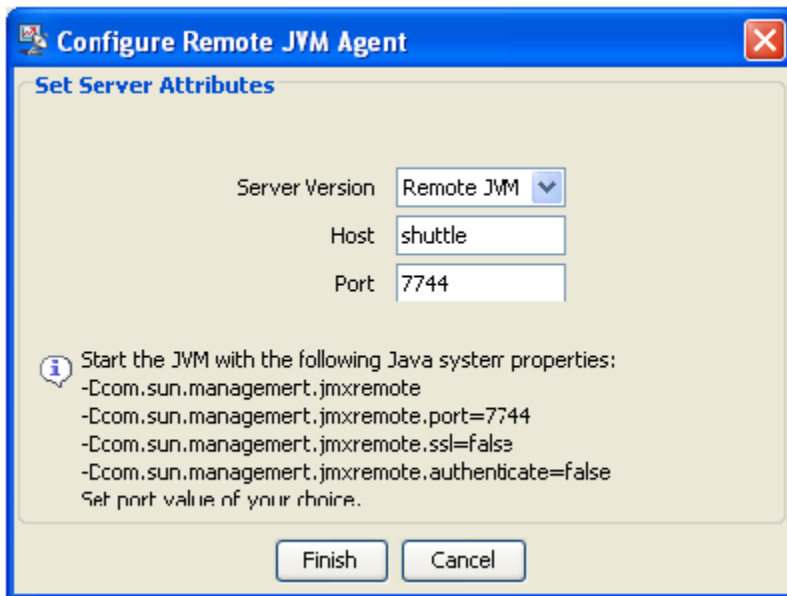 Configure Remote JVM Agent
Set Server Attributes
Server Version Remote JVM
Host shuttle
Port 7744
Start the JVM with the following Java system properties:
-Dcom.sun.management.jmxremote
-Dcom.sun.management.jmxremote.port=7744
-Dcom.sun.management.jmxremote.ssl=false
-Dcom.sun.management.jmxremote.authenticate=false
Set port value of your choice.
Finish Cancel